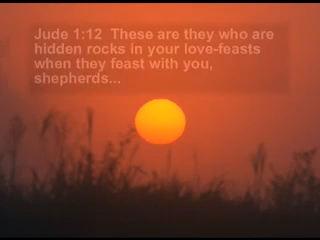 Jude 1:12  These are they who are
hidden rocks in your love-feasts
when they feast with you,
shepherds...